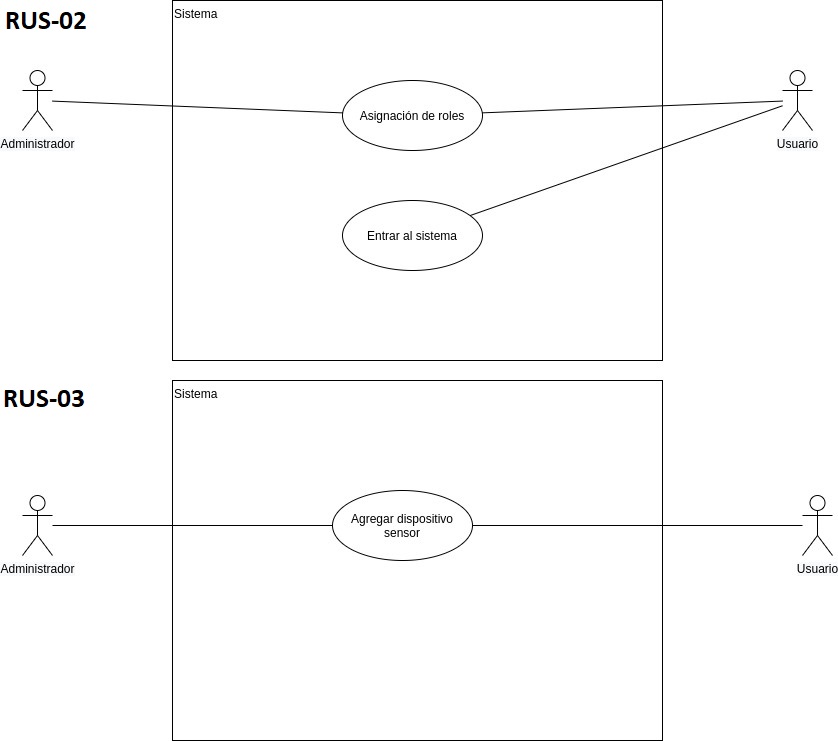 RUS-02
Sistema
Administrador
Asignación de roles
Usuario
Entrar al sistema
RUS-03
Sistema
Administrador
Agregar dispositivo
sensor
Usuario